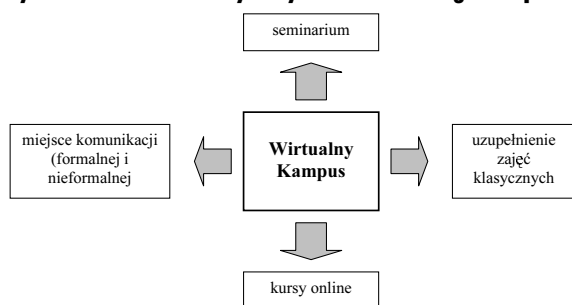 seminarium
miejsce komunikacji
(formalnej i
nieformalnej
Wirtualny
Kampus
uzupełnienie
zajęć
klasycznych
kursy online